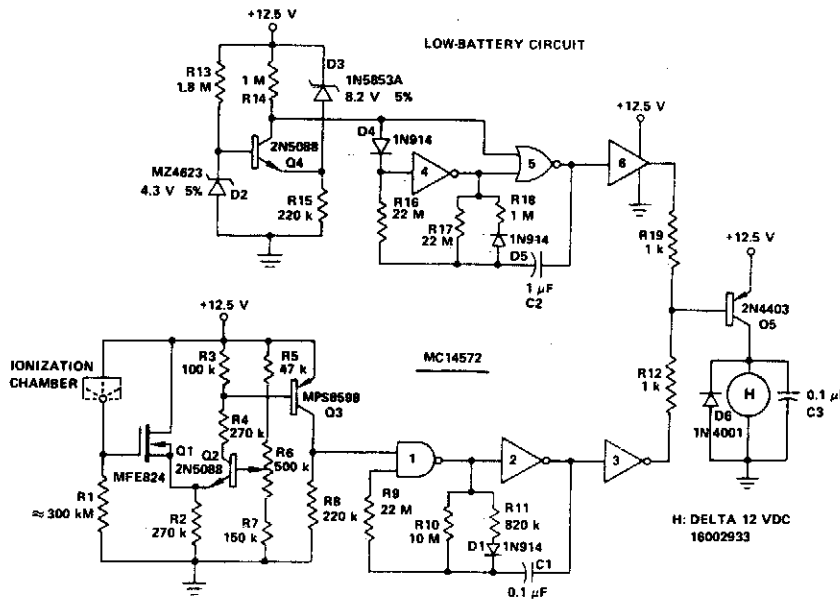 +12.5 V
LOW-BATTERY CIRCUIT
D3
R13
1.8 M
1 M
R14
1N5853A
8.2 V 5%
+12.5 V
D4
1N914
2N5088
Q4
MZ4623
4.3 V 5%
D2
R15
220 k
4
5
6
R16
22 M
R17
22 M
R18
1 M
1N914
D5
1 µF
C2
R19
1 k
+12.5 V
2N4403
Q5
+12.5 V
MC14572
IONIZATION
CHAMBER
R3
100 k
R5
47 k
MPS8599
Q3
R4
270 k
Q1
Q2
2N5088
R6
500 k
MFE824
R1
≈ 300 kM
R2
270 k
R7
150 k
R8
220 k
1
2
3
R9
22 M
R10
10 M
R11
820 k
D1
1N914
C1
0.1 µF
R12
1 k
H
D6
1N4001
0.1 µ
C3
H: DELTA 12 VDC
16002933